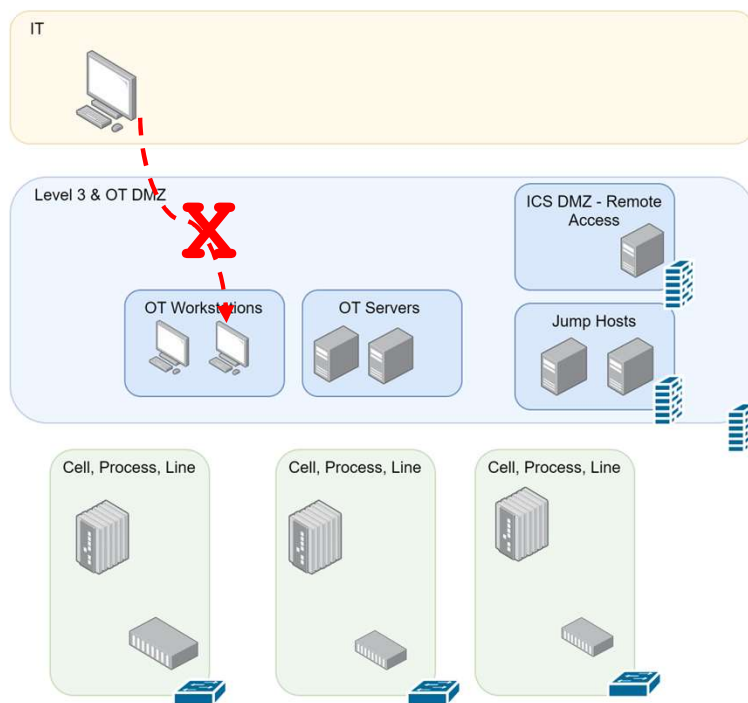 IT
Level 3 & OT DMZ
ICS DMZ - Remote
Access
X
OT Workstations
OT Servers
Jump Hosts
Cell, Process, Line
Cell, Process, Line
Cell, Process, Line